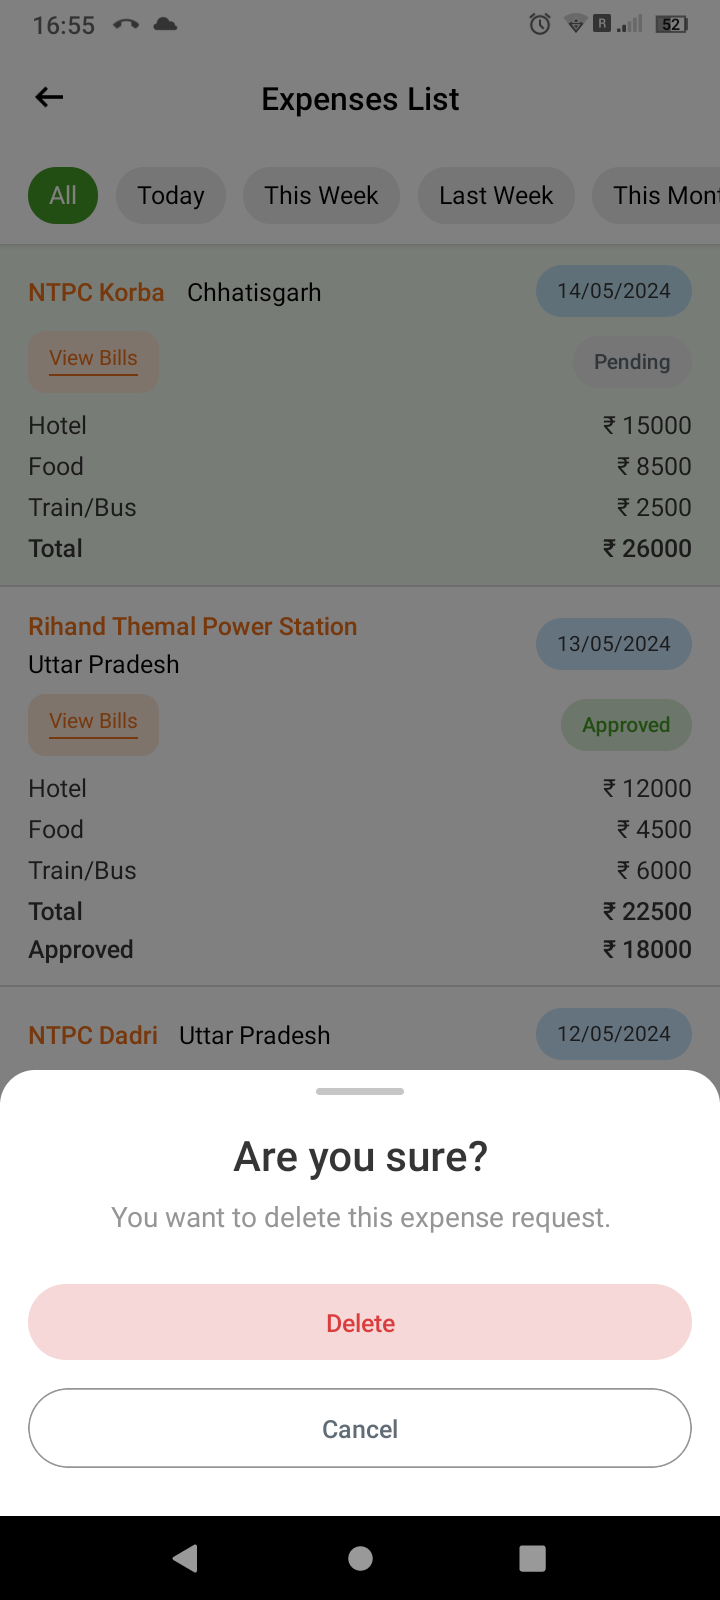 16:55 R 52
Expenses List
All Today This Week Last Week This Mont
NTPC Korba Chhatisgarh 14/05/2024
View Bills Pending
Hotel ₹ 15000
Food ₹ 8500
Train/Bus ₹ 2500
Total ₹ 26000
Rihand Themal Power Station
Uttar Pradesh 13/05/2024
View Bills Approved
Hotel ₹ 12000
Food ₹ 4500
Train/Bus ₹ 6000
Total ₹ 22500
Approved ₹ 18000
NTPC Dadri Uttar Pradesh 12/05/2024
Are you sure?
You want to delete this expense request.
Delete
Cancel